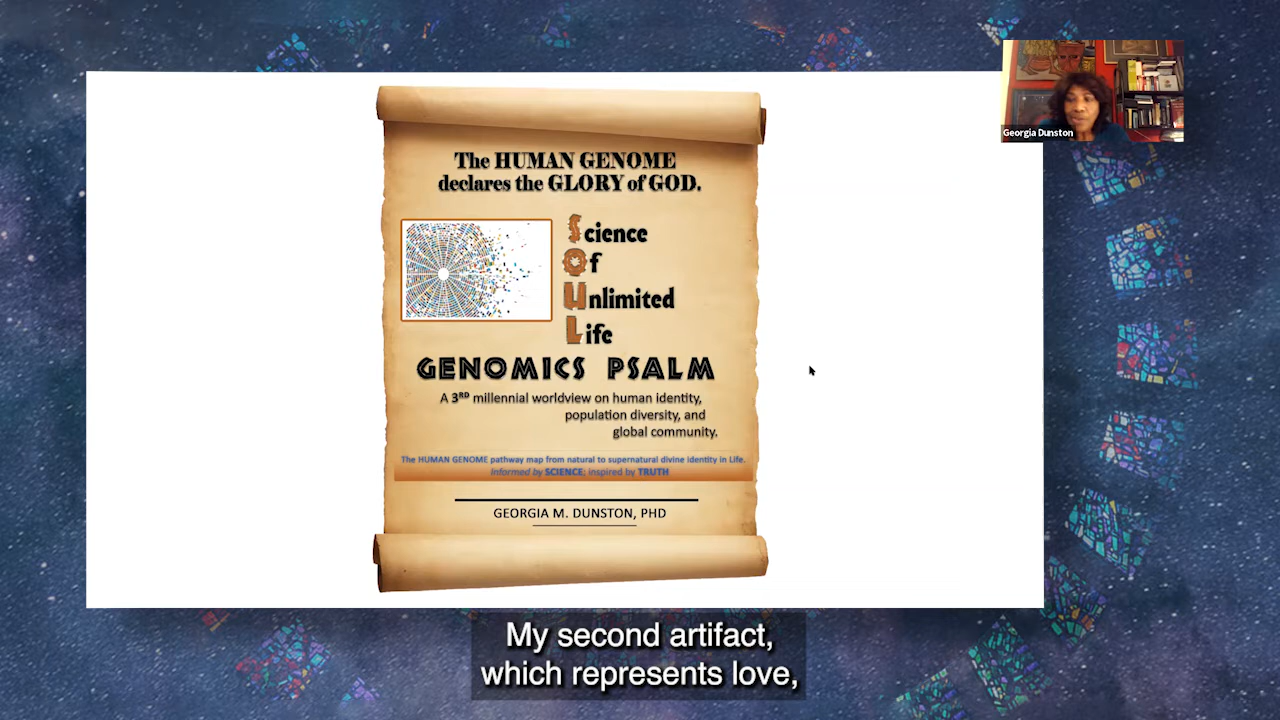 Georgia Dunston
The HUMAN GENOME
declares the GLORY of GOD.
Science
Of
Unlimited
Life
GENOMICS PSALM
A 3RD millennial worldview on human identity,
population diversity, and
global community.
The HUMAN GENOME pathway map from natural to supernatural divine identity in Life.
Informed by SCIENCE; inspired by TRUTH
GEORGIA M. DUNSTON, PHD
My second artifact,
which represents love,